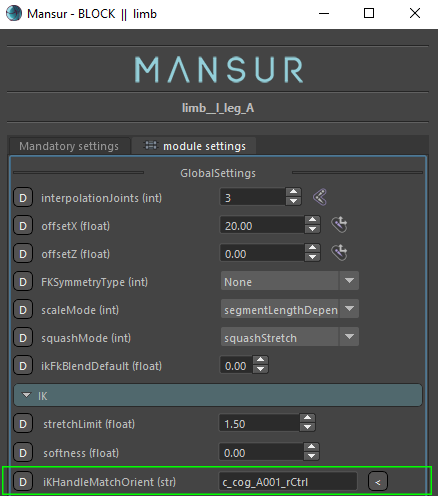 Mansur - BLOCK || limb
MANSUR
limb__l_leg_A
Mandatory settings module settings
GlobalSettings
D interpolationJoints (int) 3
D offsetX (float) 20.00
D offsetZ (float) 0.00
D FKSymmetryType (int) None
D scaleMode (int) segmentLengthDepen
D squashMode (int) squashStretch
D ikFkBlendDefault (float) 0.00
IK
D stretchLimit (float) 1.50
D softness (float) 0.00
D iKHandleMatchOrient (str) c_cog_A001_rCtrl <